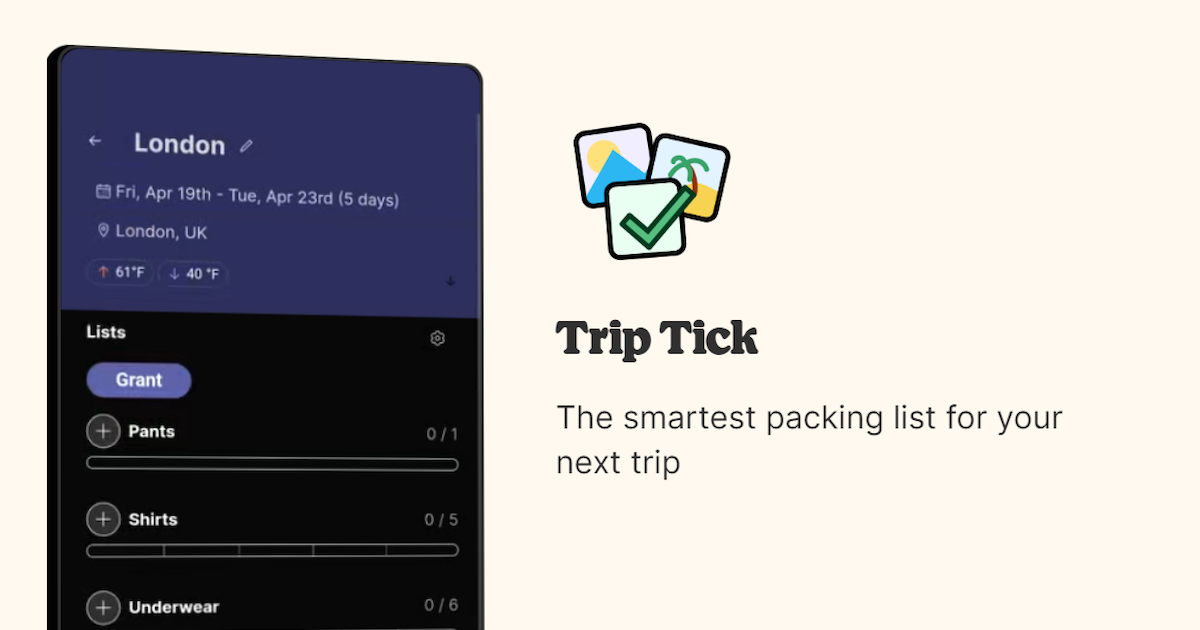 London
Fri, Apr 19th - Tue, Apr 23rd (5 days)
London, UK
↑ 61°F ↓ 40 °F
Lists
Grant
Pants 0 / 1
Shirts 0 / 5
Underwear 0 / 6
Trip Tick
The smartest packing list for your
next trip